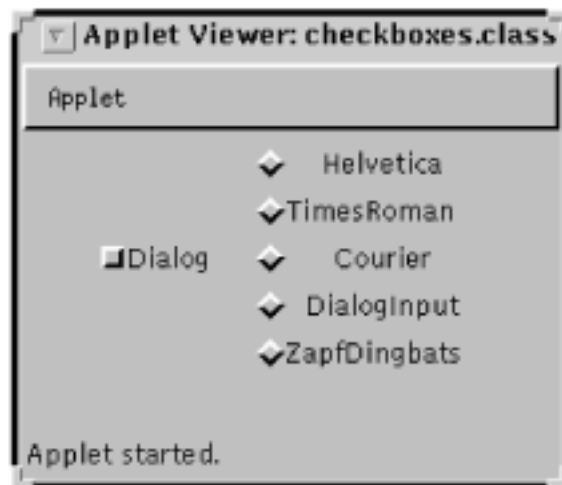 Applet Viewer: checkboxes.class
Applet
Helvetica
TimesRoman
Dialog Courier
DialogInput
ZapfDingbats
Applet started.